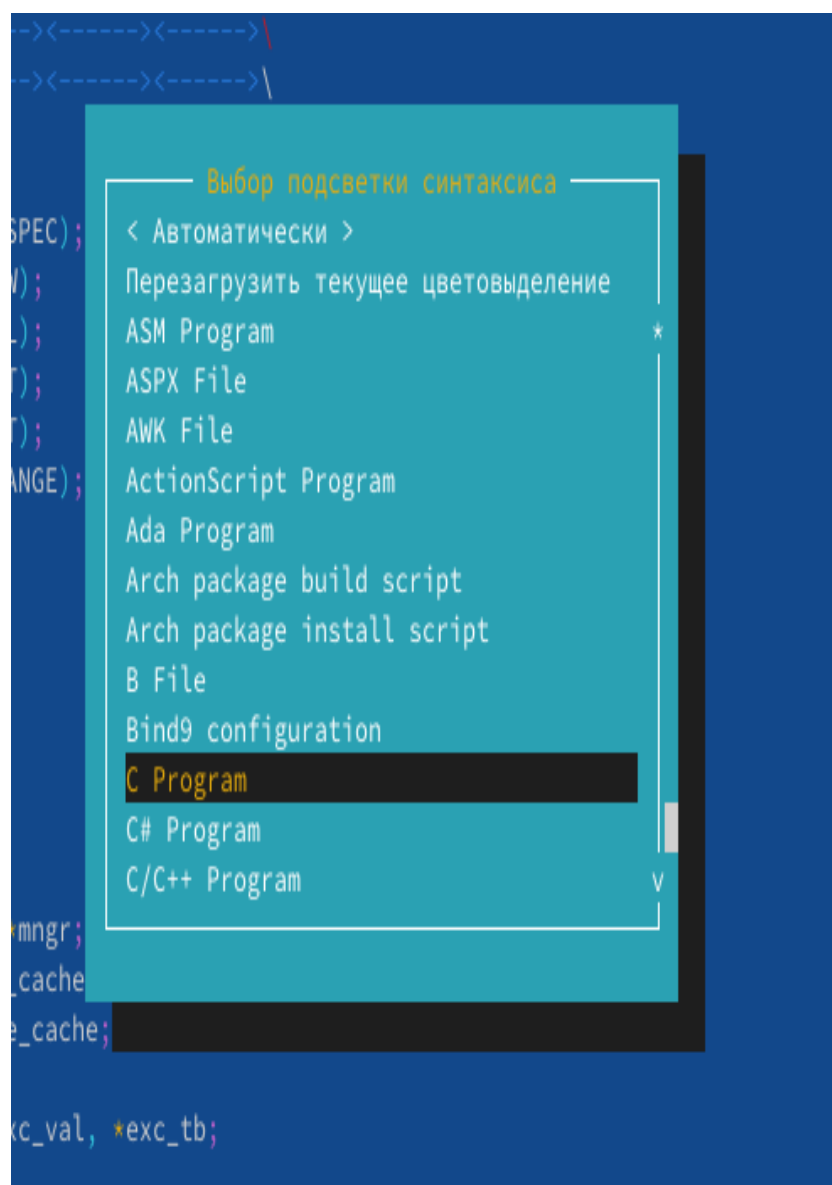 --><------><------>\
--><------><------>\
Выбор подсветки синтаксиса
SPEC);
< Автоматически >
);
Перезагрузить текущее цветовыделение
);
ASM Program
*
);
ASPX File
);
AWK File
ANGE);
ActionScript Program
Ada Program
Arch package build script
Arch package install script
B File
Bind9 configuration
C Program
C# Program
C/C++ Program
v
*mngr;
_cache
e_cache;
xc_val, *exc_tb;